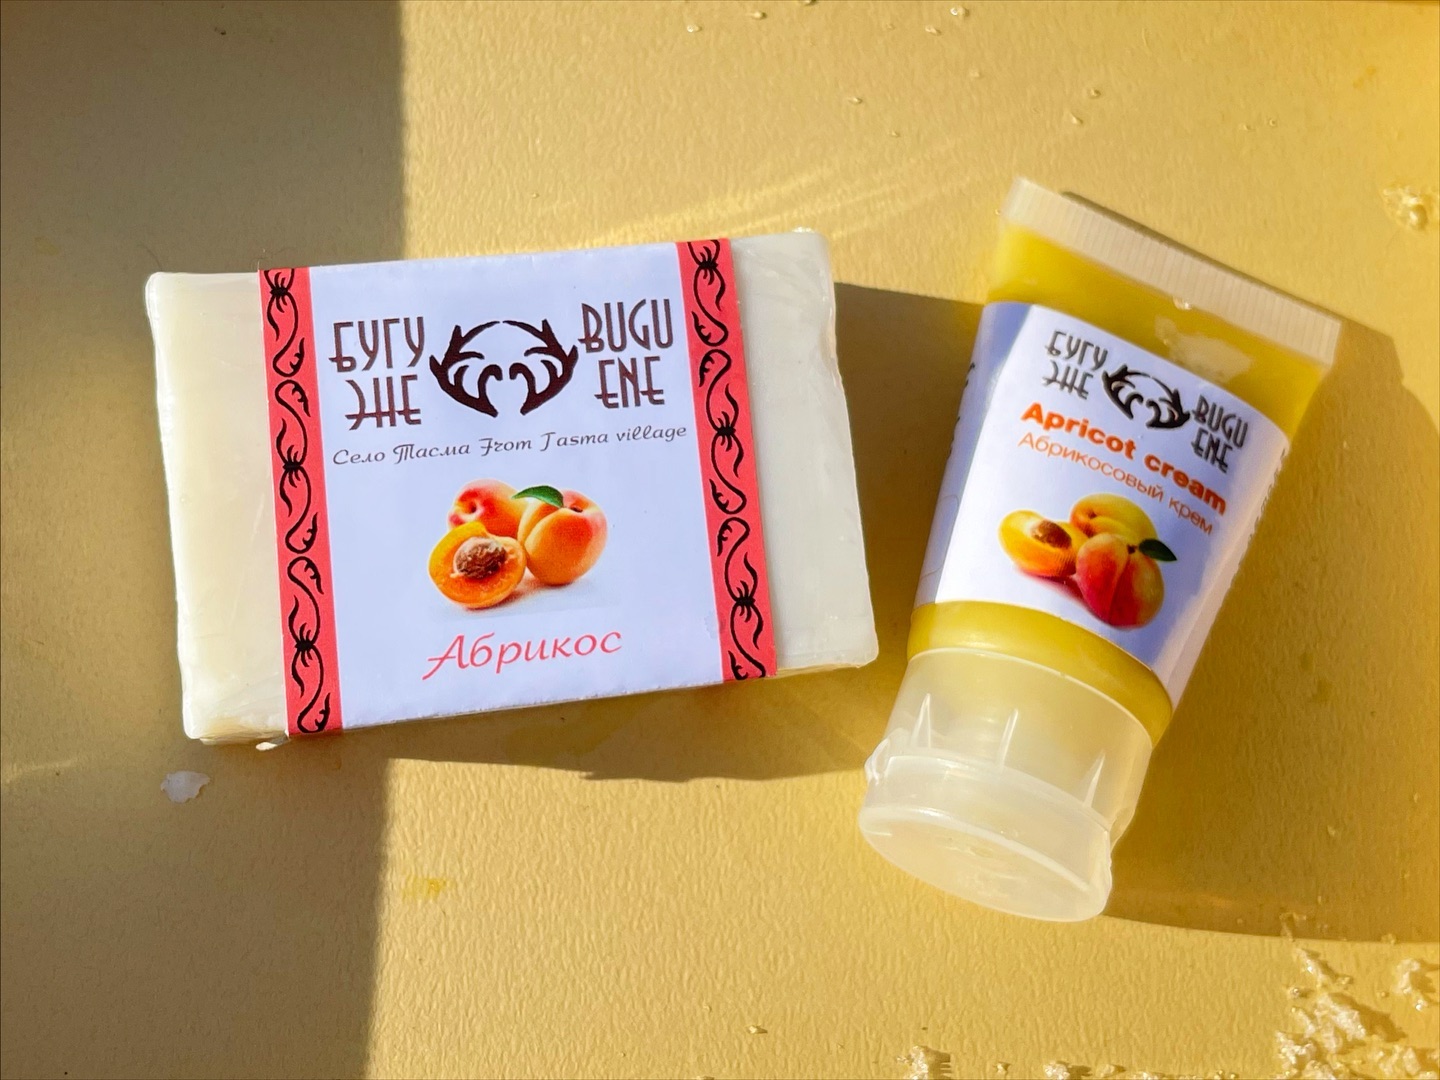 БУГУ
ЭНЕ
BUGU
ENE
Село Тасма From Tasma village
Абрикос
БУГУ
ЭНЕ
BUGU
ENE
Apricot cream
Абрикосовый крем